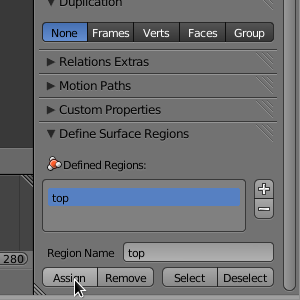 Duplication
None Frames Verts Faces Group
Relations Extras
Motion Paths
Custom Properties
Define Surface Regions
Defined Regions:
top
Region Name top
280
Assign Remove Select Deselect